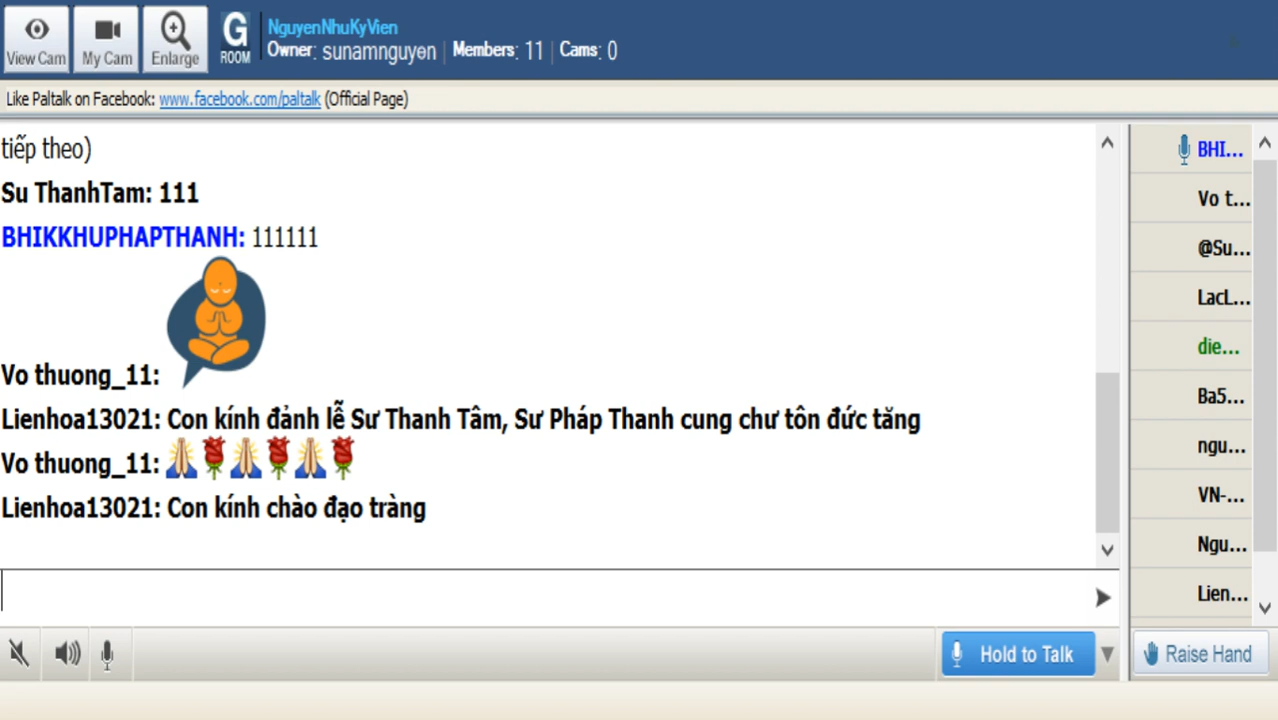 View Cam
My Cam
Enlarge
G
ROOM
NguyenNhuKyVien
Owner: sunamnguyen | Members: 11 | Cams: 0
Like Paltalk on Facebook: www.facebook.com/paltalk (Official Page)
tiếp theo)
Su ThanhTam: 111
BHIKKHUPHAPTHANH: 111111
Vo thuong_11:
Lienhoa13021: Con kính đảnh lễ Sư Thanh Tâm, Sư Pháp Thanh cung chư tôn đức tăng
Vo thuong_11:
Lienhoa13021: Con kính chào đạo tràng
BHI...
Vo t...
@Su...
LacL...
die...
Ba5...
ngu...
VN-...
Ngu...
Lien...
Hold to Talk
Raise Hand